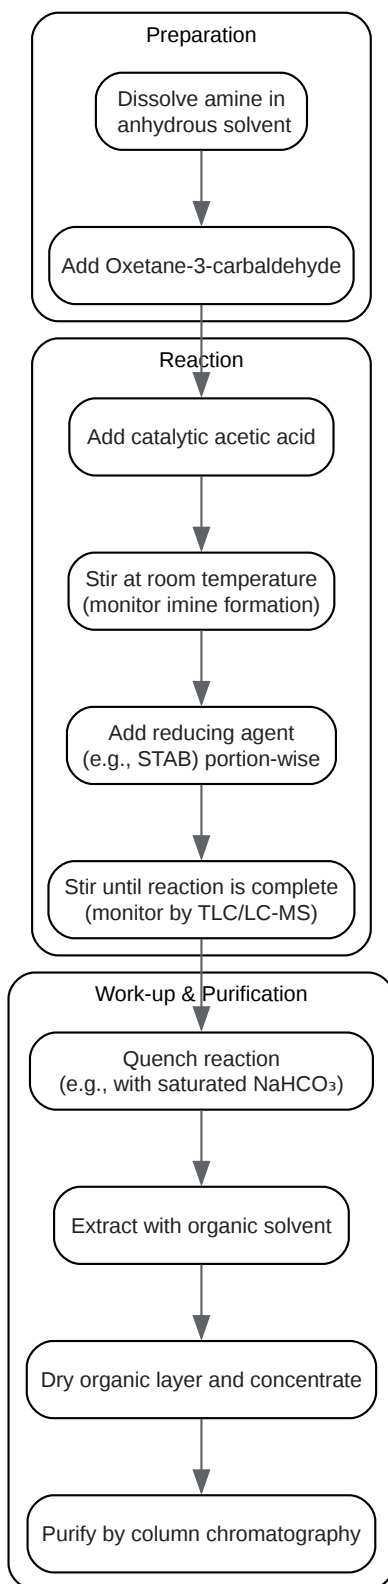 Preparation
Dissolve amine in
anhydrous solvent
Add Oxetane-3-carbaldehyde
Reaction
Add catalytic acetic acid
Stir at room temperature
(monitor imine formation)
Add reducing agent
(e.g., STAB) portion-wise
Stir until reaction is complete
(monitor by TLC/LC-MS)
Work-up & Purification
Quench reaction
(e.g., with saturated NaHCO₃)
Extract with organic solvent
Dry organic layer and concentrate
Purify by column chromatography